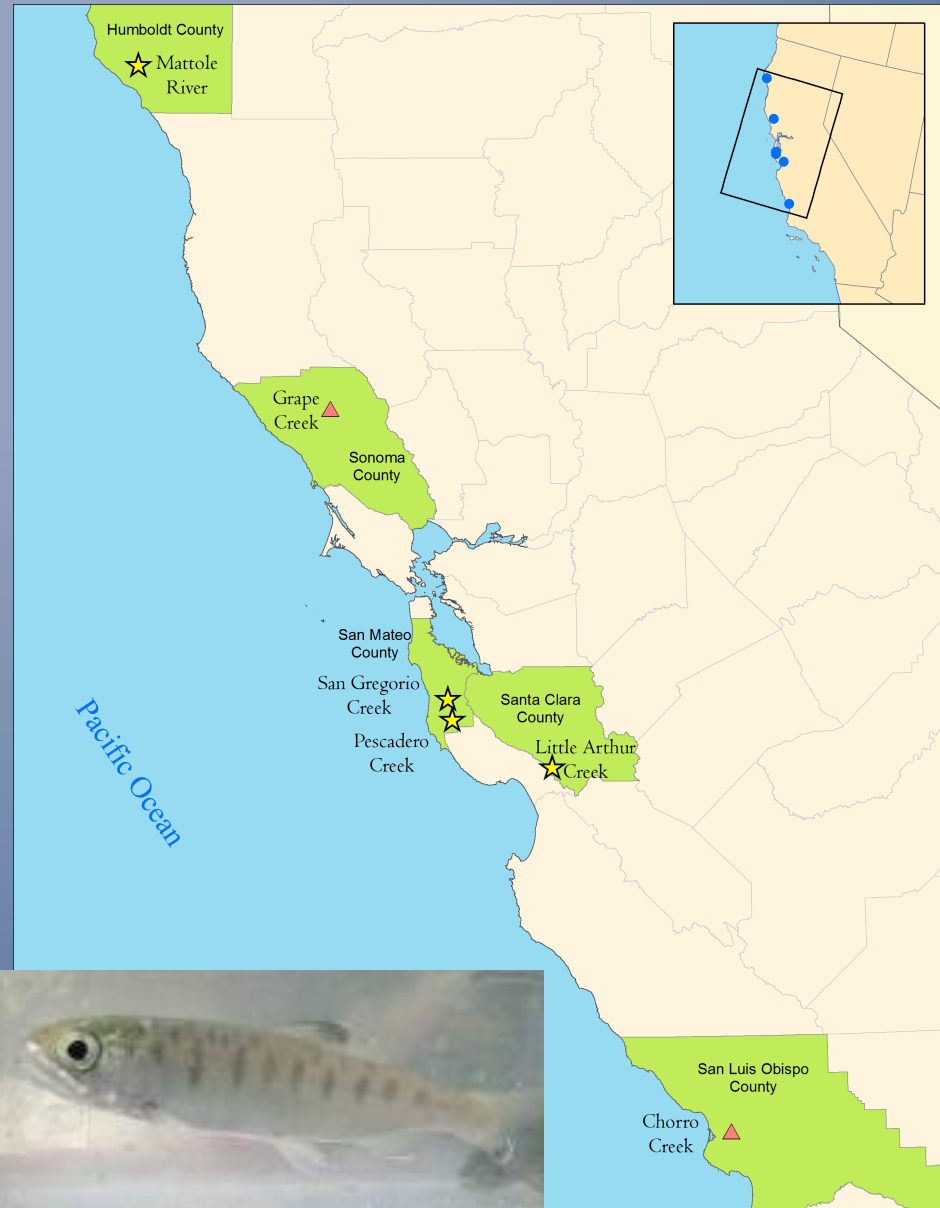 Humboldt County
Mattole
River
Grape
Creek
Sonoma
County
San Mateo
County
San Gregorio
Creek
Santa Clara
County
Pescadero
Creek
Little Arthur
Creek
Pacific Ocean
San Luis Obispo
County
Chorro
Creek